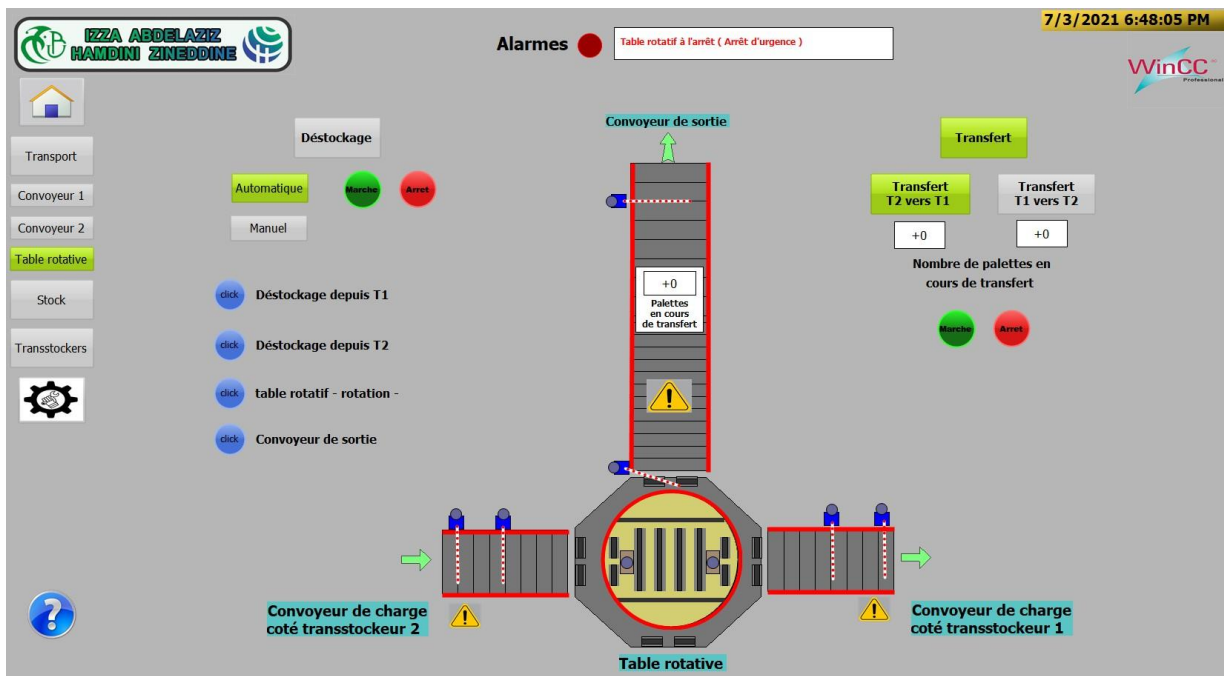 7/3/2021 6:48:05 PM
IZZA ABDELAZIZ
HAMDINI ZINEDDINE
Alarmes
Table rotatif à l'arrêt ( Arrêt d'urgence )
WinCC
Professional
Transport
Convoyeur 1
Convoyeur 2
Table rotative
Stock
Transstockers
Déstockage
Automatique
Marche
Arret
Manuel
click
Déstockage depuis T1
click
Déstockage depuis T2
click
table rotatif - rotation -
click
Convoyeur de sortie
Convoyeur de sortie
+0
Palettes
en cours
de transfert
Transfert
Transfert
T2 vers T1
Transfert
T1 vers T2
+0
+0
Nombre de palettes en
cours de transfert
Marche
Arret
Convoyeur de charge
coté transstockeur 2
Convoyeur de charge
coté transstockeur 1
Table rotative